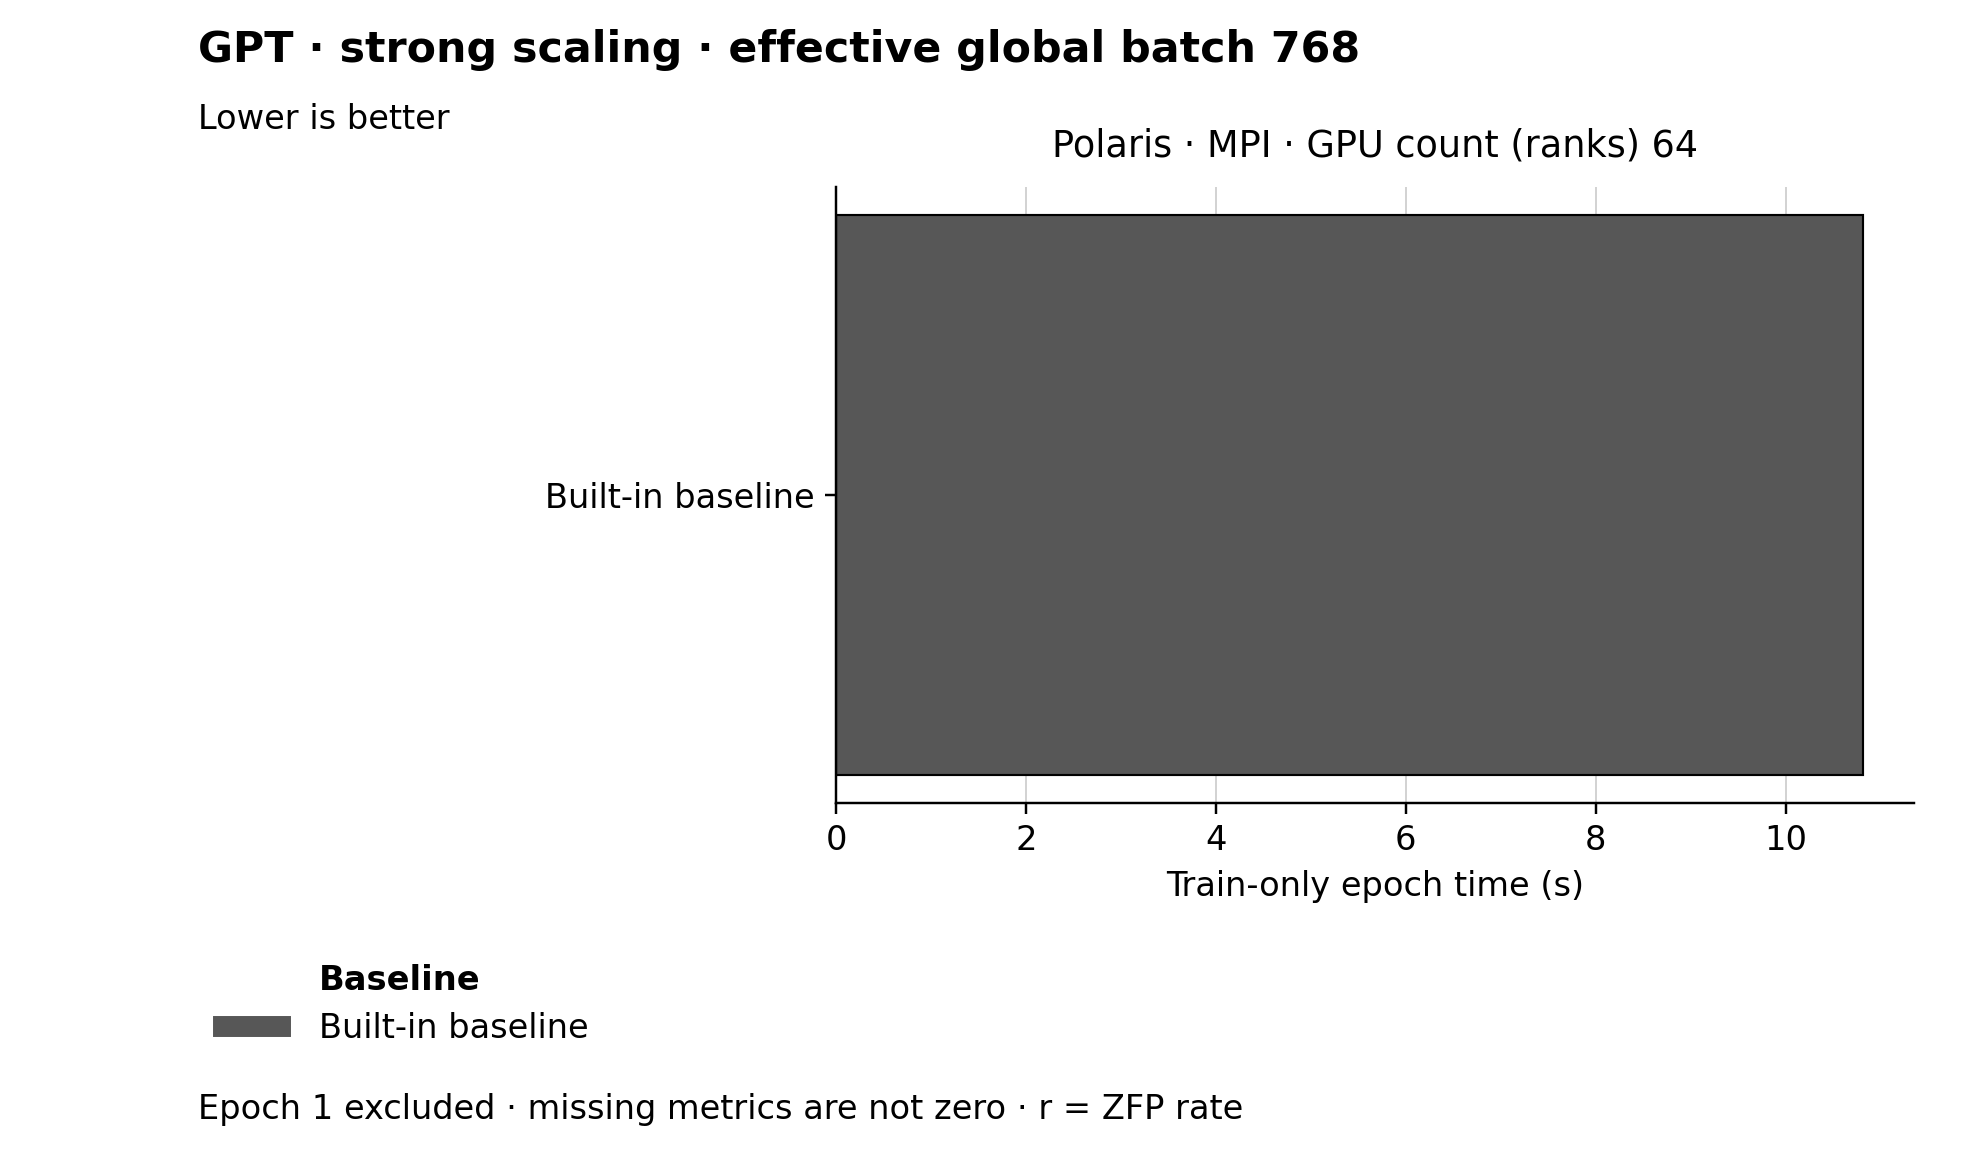 GPT · strong scaling · effective global batch 768
Lower is better
Polaris · MPI · GPU count (ranks) 64
Built-in baseline
0 2 4 6 8 10
Train-only epoch time (s)
Baseline
Built-in baseline
Epoch 1 excluded · missing metrics are not zero · r = ZFP rate